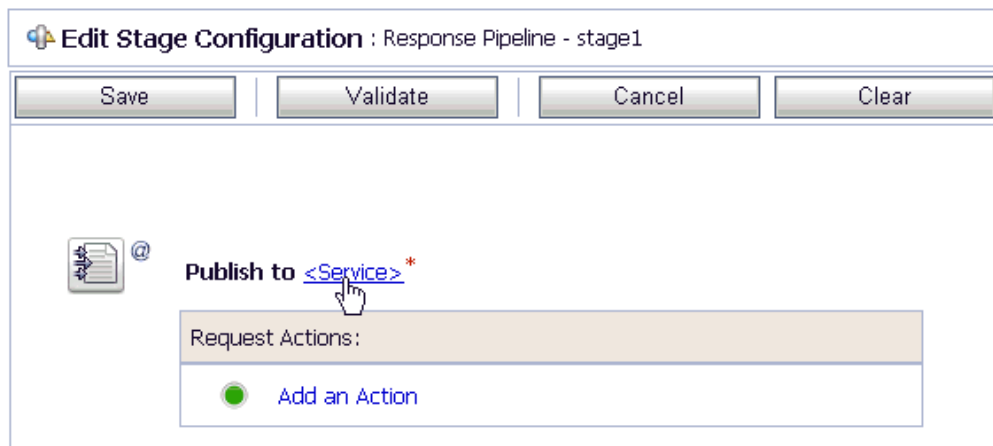 Edit Stage Configuration : Response Pipeline - stage1
Save Validate Cancel Clear
@
Publish to <Service>*
Request Actions:
Add an Action